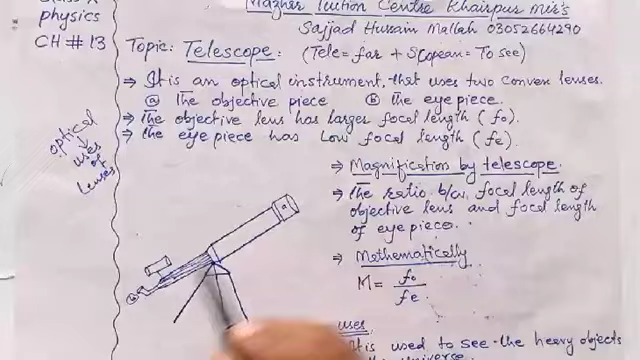 physics
CH # 13
Mazher Tuition Centre Khairpur Mir's
Sajjad Husain Mallah 03052664290
Topic: Telescope: (Tele = far + Scopean = To see)
⇒ It is an optical instrument, that uses two convex lenses.
ⓐ The objective piece ⓑ The eye piece.
⇒ The objective lens has larger focal length (fo)
⇒ the eye piece has Low focal length (fe).
optical
uses
of
lenses
⇒ Magnification by telescope.
⇒ The ratio b/w focal length of
objective lens and focal length
of eye piece.
⇒ Methematically
M = fo/fe
uses
It is used to see the heavy objects
universe.